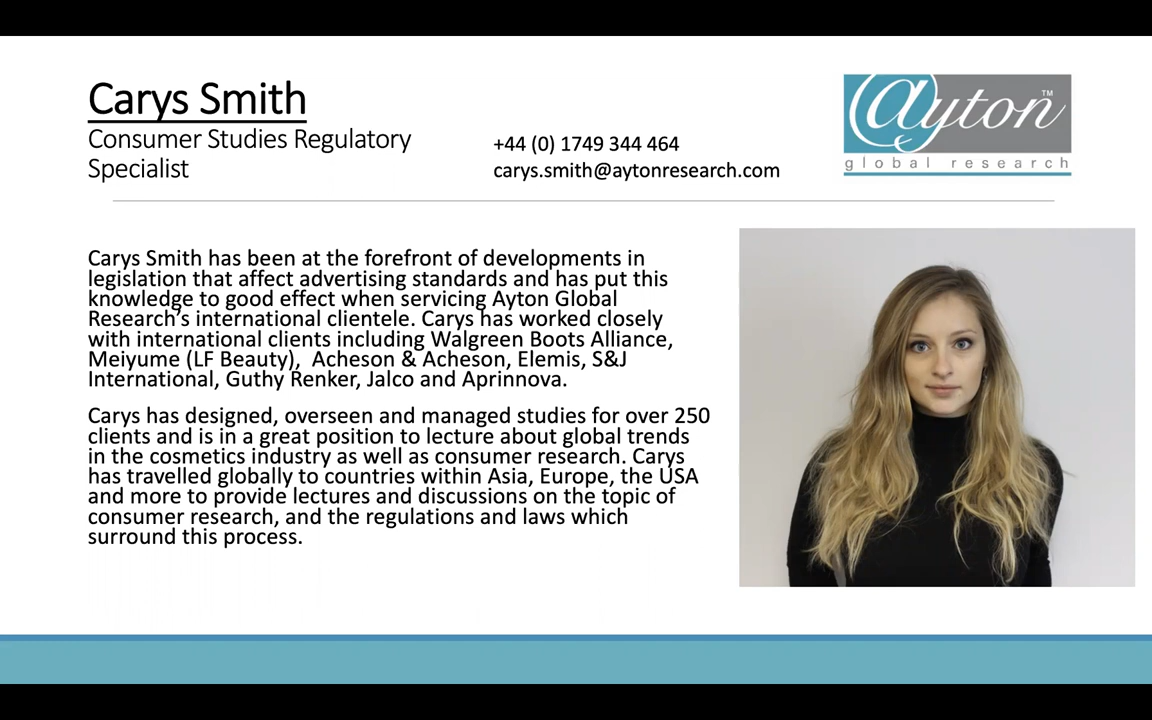 Carys Smith
Consumer Studies Regulatory
Specialist
+44 (0) 1749 344 464
carys.smith@aytonresearch.com
ayton™
global research
Carys Smith has been at the forefront of developments in
legislation that affect advertising standards and has put this
knowledge to good effect when servicing Ayton Global
Research's international clientele. Carys has worked closely
with international clients including Walgreen Boots Alliance,
Meiyume (LF Beauty),  Acheson & Acheson, Elemis, S&J
International, Guthy Renker, Jalco and Aprinnova.
Carys has designed, overseen and managed studies for over 250
clients and is in a great position to lecture about global trends
in the cosmetics industry as well as consumer research. Carys
has travelled globally to countries within Asia, Europe, the USA
and more to provide lectures and discussions on the topic of
consumer research, and the regulations and laws which
surround this process.